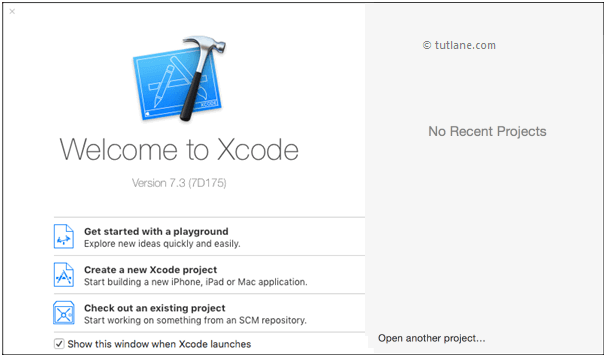 XCODE
© tutlane.com
Welcome to Xcode
Version 7.3 (7D175)
No Recent Projects
Get started with a playground
Explore new ideas quickly and easily.
Create a new Xcode project
Start building a new iPhone, iPad or Mac application.
Check out an existing project
Start working on something from an SCM repository.
Show this window when Xcode launches
Open another project...